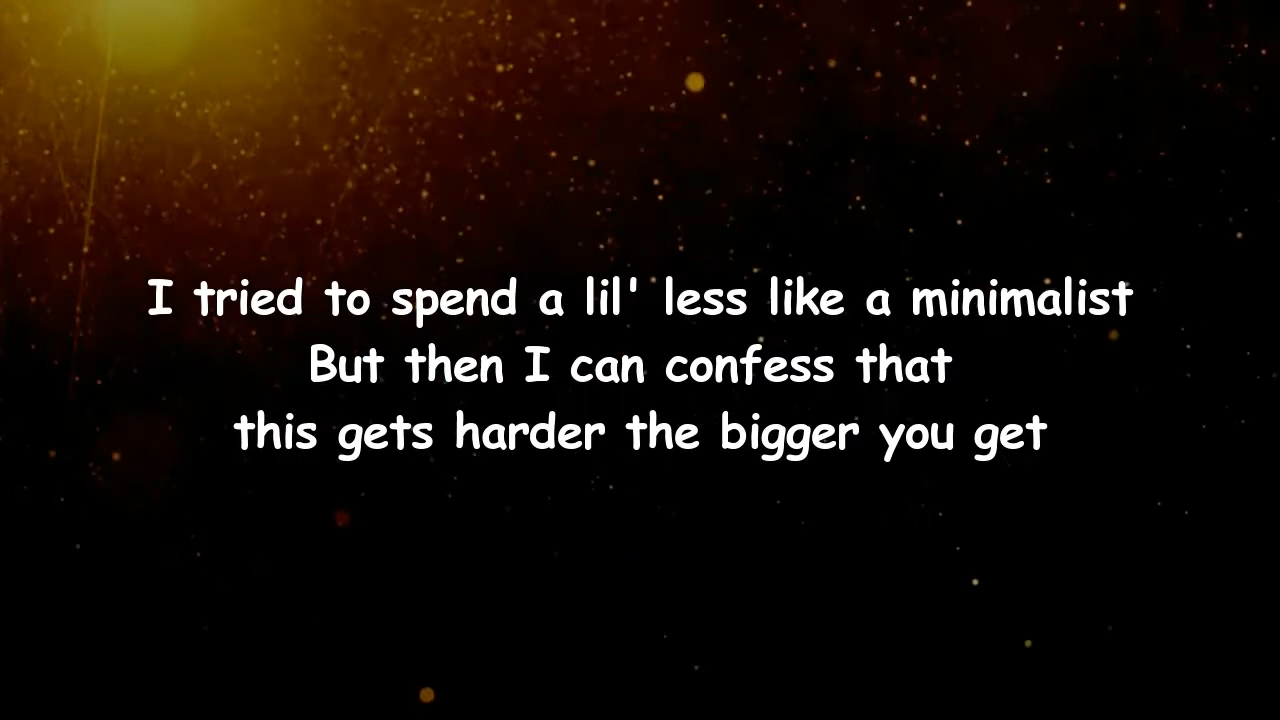 I tried to spend a lil' less like a minimalist
But then I can confess that
this gets harder the bigger you get